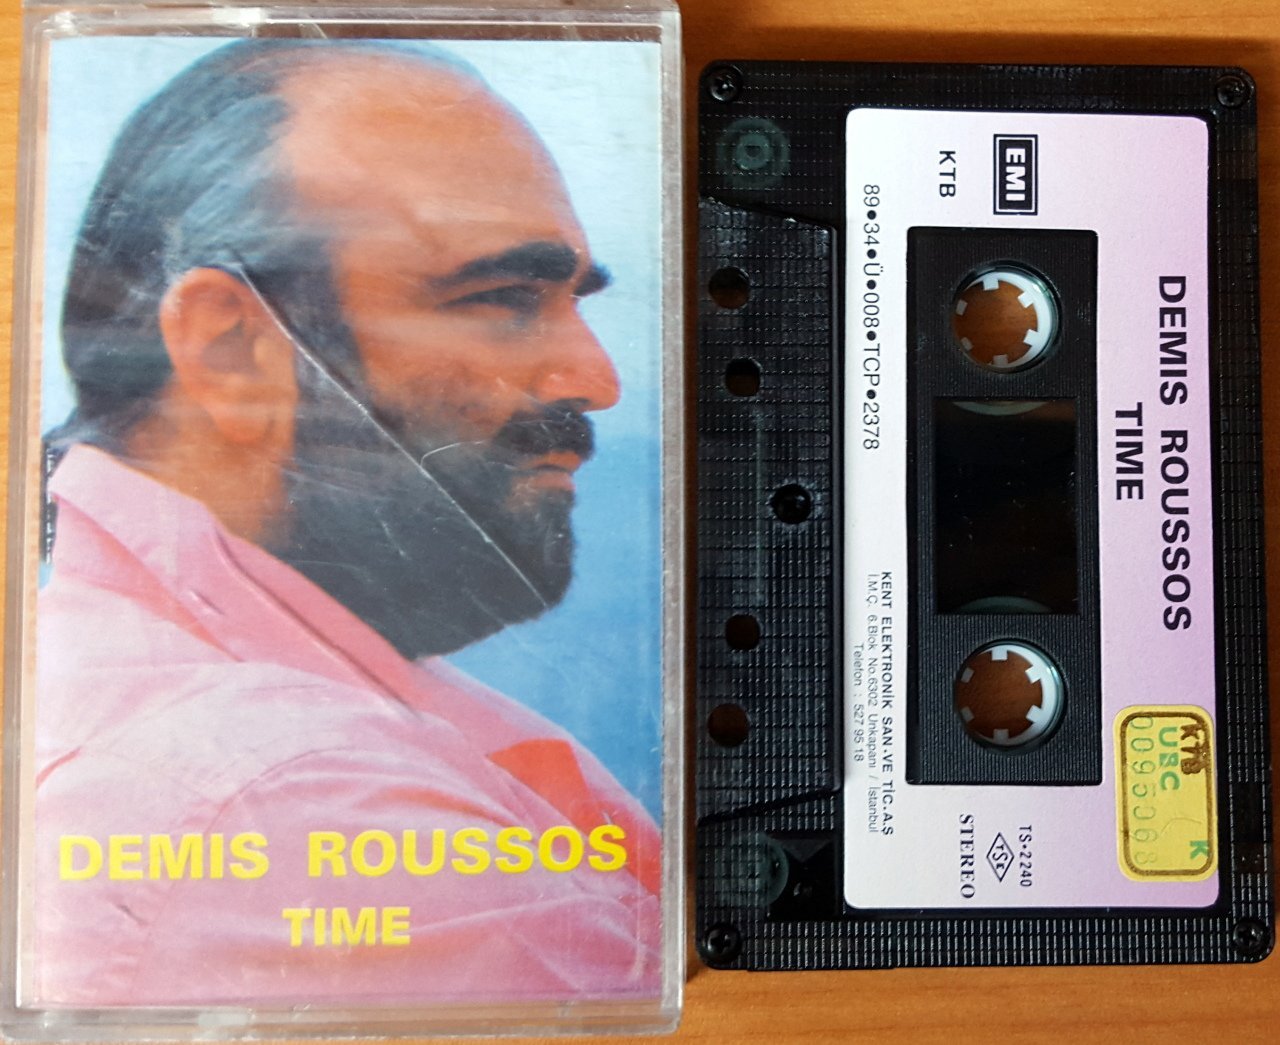 DEMIS ROUSSOS
TIME
DEMIS ROUSSOS
TIME
EMI
KTB
89•34•Ü•008•TCP•2378
KENT ELEKTRONİK SAN.VE TİC.A.Ş
İ.M.Ç. 6.Blok No.6302 Unkapanı / İstanbul
Telefon : 527 95 18
TS•2240
TSE
STEREO
KTB
K
UBC
0095068